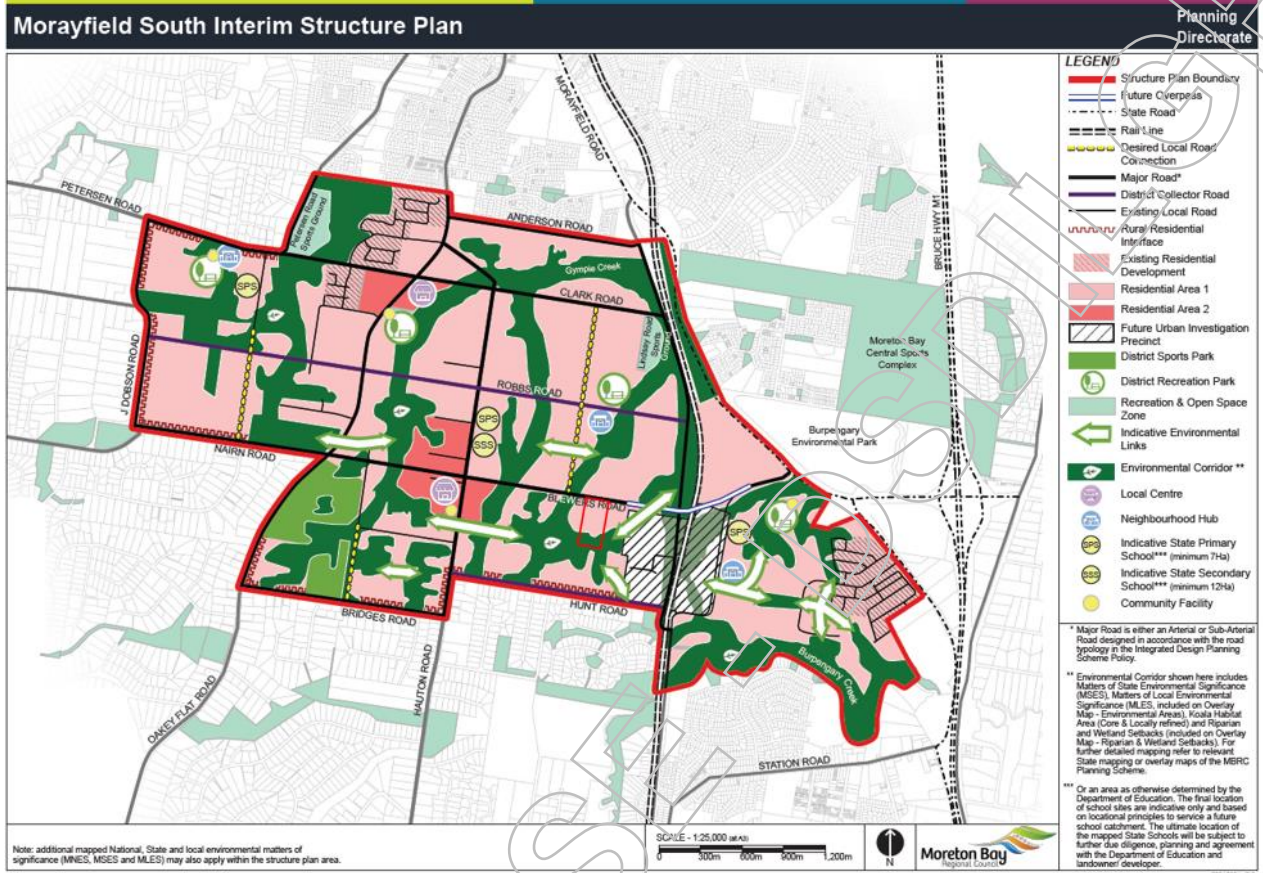 Morayfield South Interim Structure Plan
Planning
Directorate
PETERSEN ROAD
J DOBSON ROAD
NAIRN ROAD
Petersen Road
Sports Ground
MORAYFIELD ROAD
ANDERSON ROAD
Gympie Creek
CLARK ROAD
Lindsay Road
Sports
Ground
ROBBS ROAD
BLEWERS ROAD
BRUCE HWY M1
Moreton Bay
Central Sports
Complex
Burpengary
Environmental Park
SPS
SPS
SSS
SPS
HUNT ROAD
BRIDGES ROAD
OAKEY FLAT ROAD
HAUTON ROAD
Burpengary Creek
STATION ROAD
LEGEND
Structure Plan Boundary
Future Overpass
State Road
Rail Line
Desired Local Road
Connection
Major Road*
District Collector Road
Existing Local Road
Rural Residential
Interface
Existing Residential
Development
Residential Area 1
Residential Area 2
Future Urban Investigation
Precinct
District Sports Park
District Recreation Park
Recreation & Open Space
Zone
Indicative Environmental
Links
Environmental Corridor **
Local Centre
Neighbourhood Hub
SPS
Indicative State Primary
School*** (minimum 7Ha)
SSS
Indicative State Secondary
School*** (minimum 12Ha)
Community Facility
* Major Road is either an Arterial or Sub-Arterial
Road designed in accordance with the road
typology in the Integrated Design Planning
Scheme Policy.
** Environmental Corridor shown here includes
Matters of State Environmental Significance
(MSES), Matters of Local Environmental
Significance (MLES, included on Overlay
Map - Environmental Areas), Koala Habitat
Area (Core & Locally refined) and Riparian
and Wetland Setbacks (included on Overlay
Map - Riparian & Wetland Setbacks). For
further detailed mapping refer to relevant
State mapping or overlay maps of the MBRC
Planning Scheme.
*** Or an area as otherwise determined by the
Department of Education. The final location
of school sites are indicative only and based
on locational principles to service a future
school catchment. The ultimate location of
the mapped State Schools will be subject to
further due diligence, planning and agreement
with the Department of Education and
landowner/ developer.
Note: additional mapped National, State and local environmental matters of
significance (MNES, MSES and MLES) may also apply within the structure plan area.
SCALE - 1:25,000 (at A3)
0 300m 600m 900m 1,200m
N
Moreton Bay
Regional Council